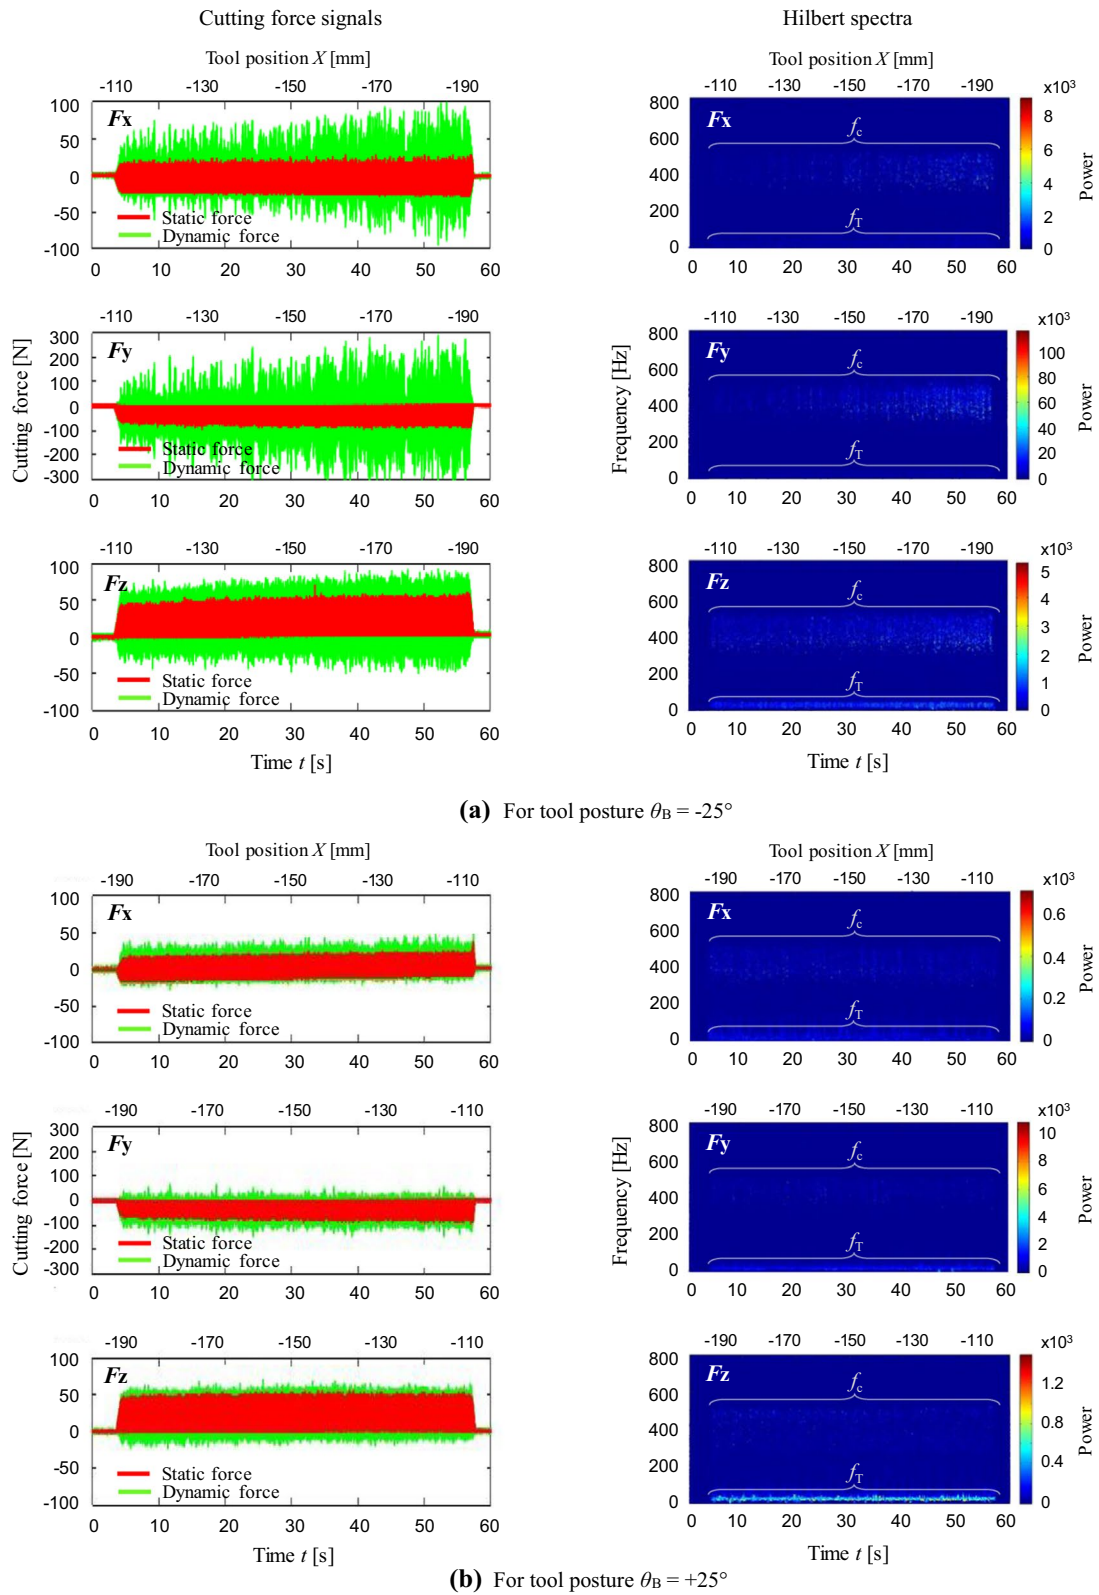 Cutting force signals
Hilbert spectra
Tool position X [mm]
-110 -130 -150 -170 -190
100
50
0
-50
-100
Fx
Static force
Dynamic force
0 10 20 30 40 50 60
Tool position X [mm]
-110 -130 -150 -170 -190
800
600
400
200
0
Fx
fc
fT
0 10 20 30 40 50 60
x10³
8
6
4
2
0
Power
-110 -130 -150 -170 -190
Cutting force [N]
300
200
100
0
-100
-200
-300
Fy
Static force
Dynamic force
0 10 20 30 40 50 60
-110 -130 -150 -170 -190
Frequency [Hz]
800
600
400
200
0
Fy
fc
fT
0 10 20 30 40 50 60
x10³
100
80
60
40
20
0
Power
-110 -130 -150 -170 -190
100
50
0
-50
-100
Fz
Static force
Dynamic force
0 10 20 30 40 50 60
Time t [s]
-110 -130 -150 -170 -190
800
600
400
200
0
Fz
fc
fT
0 10 20 30 40 50 60
Time t [s]
x10³
5
4
3
2
1
0
Power
(a) For tool posture θB = -25°
Tool position X [mm]
-190 -170 -150 -130 -110
100
50
0
-50
-100
Fx
Static force
Dynamic force
0 10 20 30 40 50 60
Tool position X [mm]
-190 -170 -150 -130 -110
800
600
400
200
0
Fx
fc
fT
0 10 20 30 40 50 60
x10³
0.6
0.4
0.2
0
Power
-190 -170 -150 -130 -110
Cutting force [N]
300
200
100
0
-100
-200
-300
Fy
Static force
Dynamic force
0 10 20 30 40 50 60
-190 -170 -150 -130 -110
Frequency [Hz]
800
600
400
200
0
Fy
fc
fT
0 10 20 30 40 50 60
x10³
10
8
6
4
2
0
Power
-190 -170 -150 -130 -110
100
50
0
-50
-100
Fz
Static force
Dynamic force
0 10 20 30 40 50 60
Time t [s]
-190 -170 -150 -130 -110
800
600
400
200
0
Fz
fc
fT
0 10 20 30 40 50 60
Time t [s]
x10³
1.2
0.8
0.4
0
Power
(b) For tool posture θB = +25°